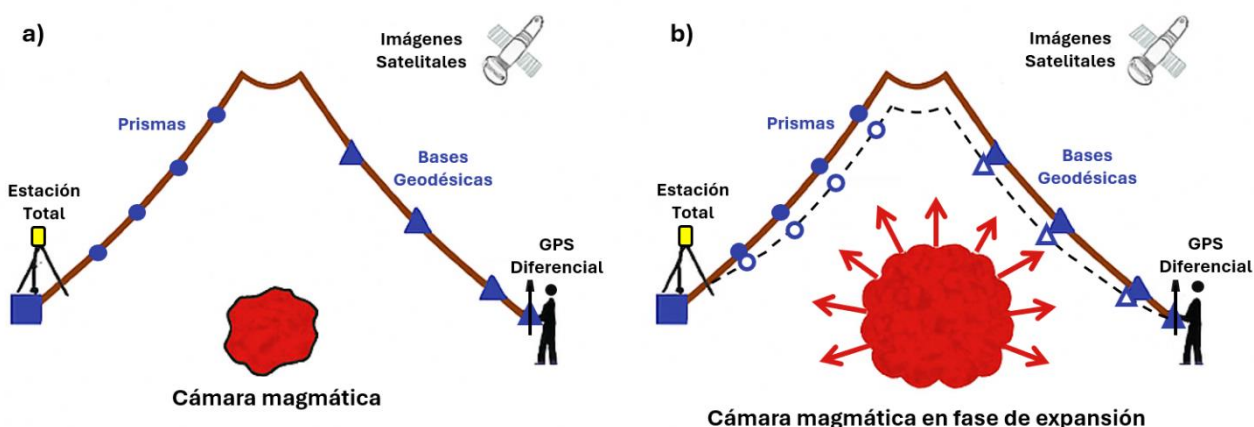 a)
Imágenes
Satelitales
Prismas
Bases
Geodésicas
Estación
Total
GPS
Diferencial
Cámara magmática
b)
Imágenes
Satelitales
Prismas
Bases
Geodésicas
Estación
Total
GPS
Diferencial
Cámara magmática en fase de expansión